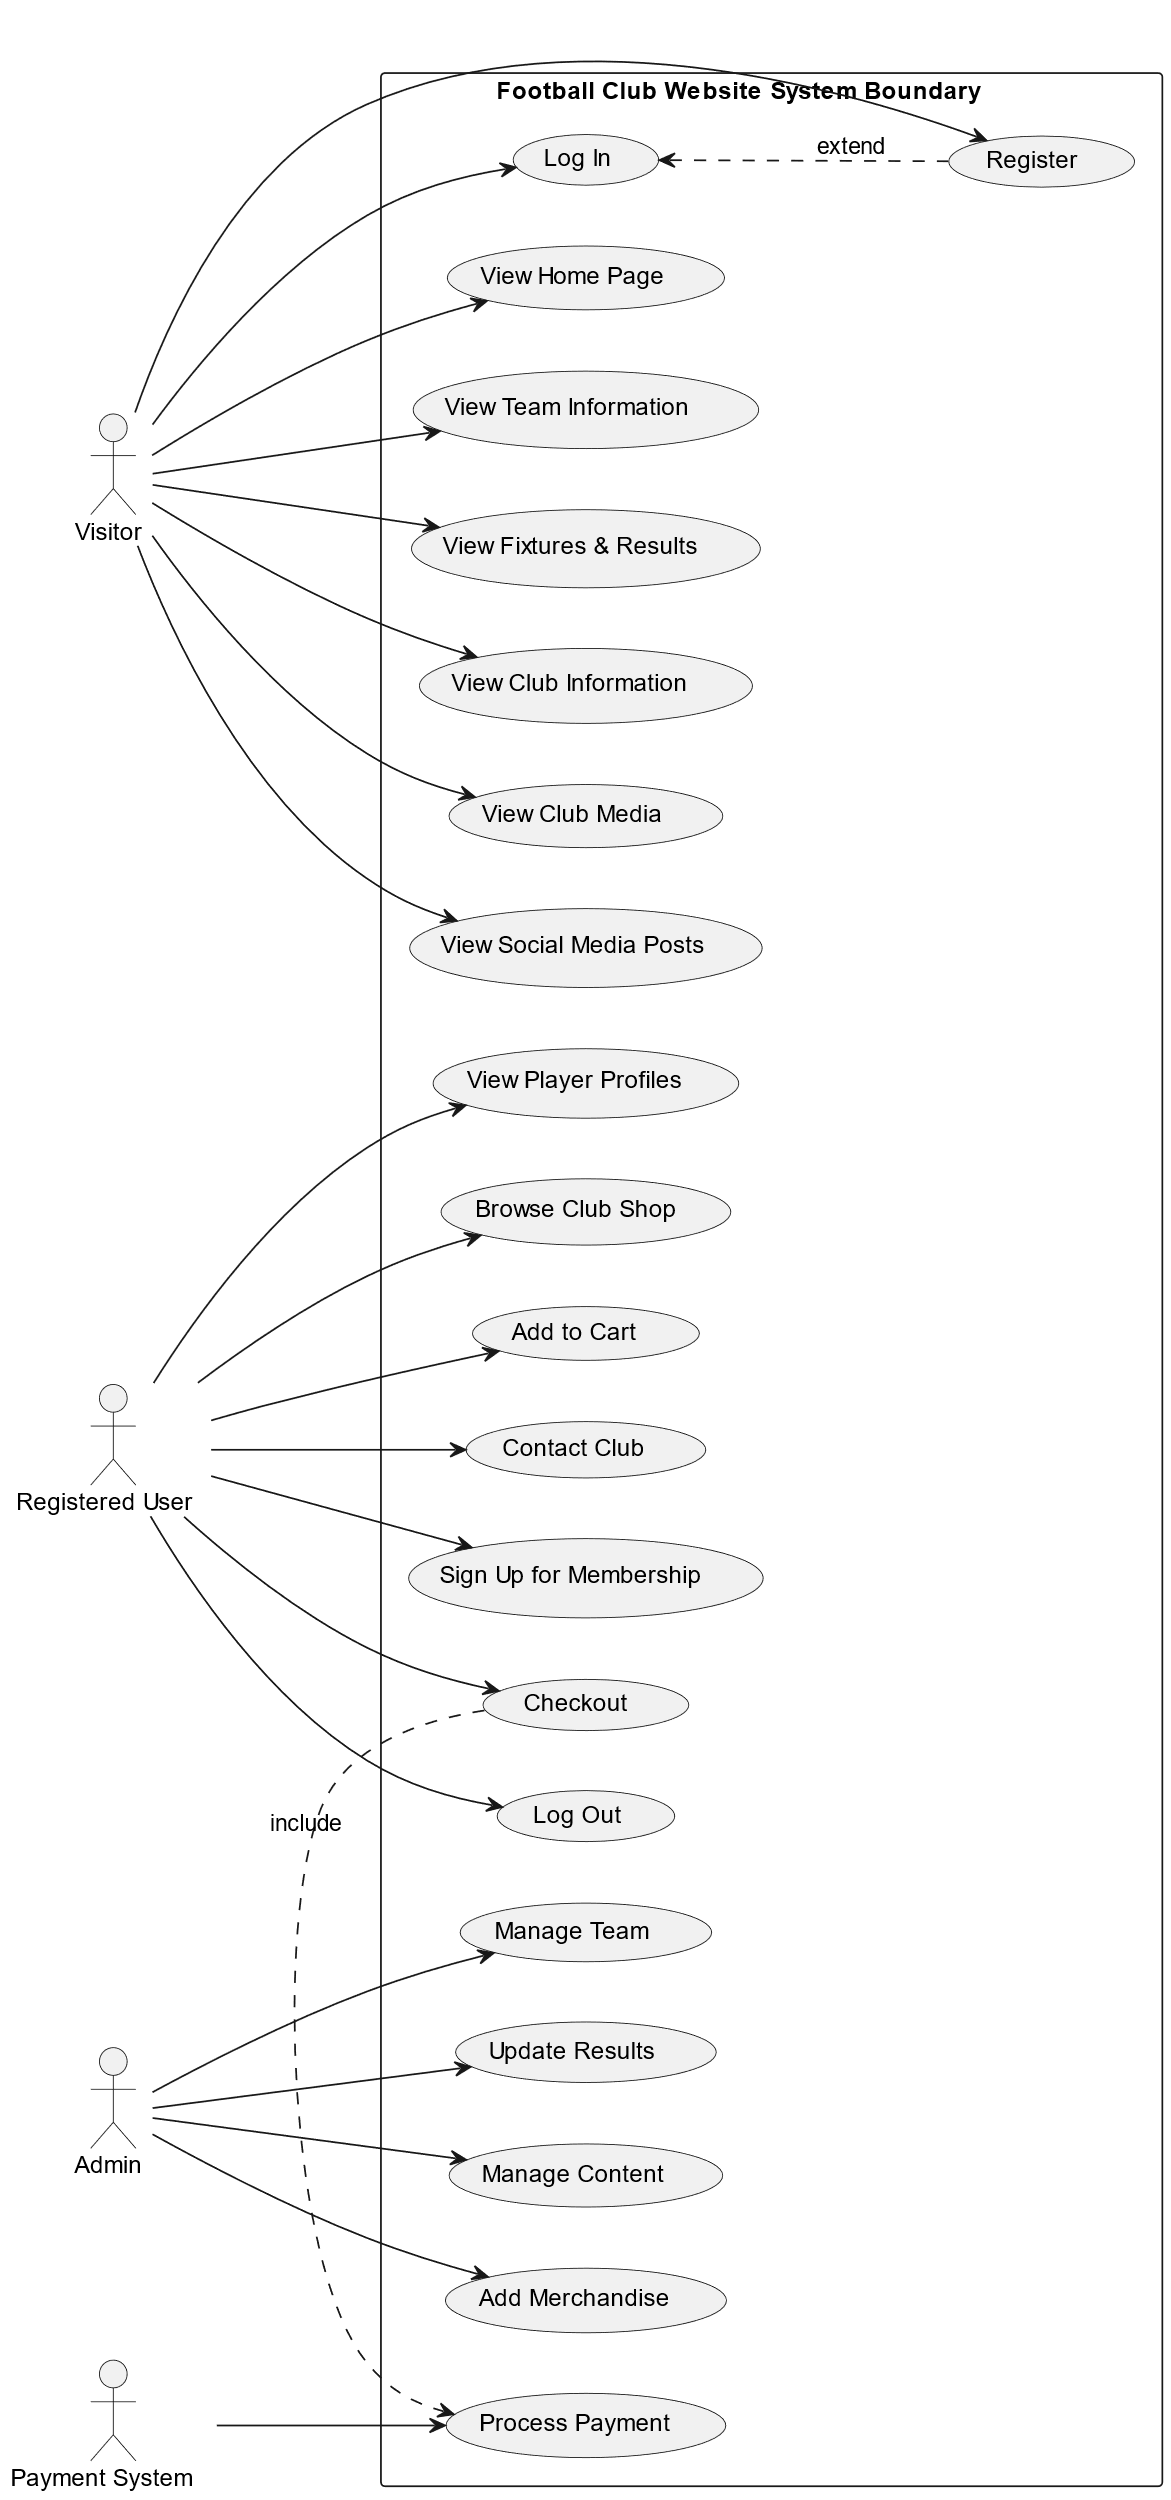 Football Club Website System Boundary
Log In
extend
Register
View Home Page
View Team Information
Visitor
View Fixtures & Results
View Club Information
View Club Media
View Social Media Posts
View Player Profiles
Browse Club Shop
Add to Cart
Contact Club
Registered User
Sign Up for Membership
Checkout
Log Out
include
Manage Team
Update Results
Admin
Manage Content
Add Merchandise
Process Payment
Payment System